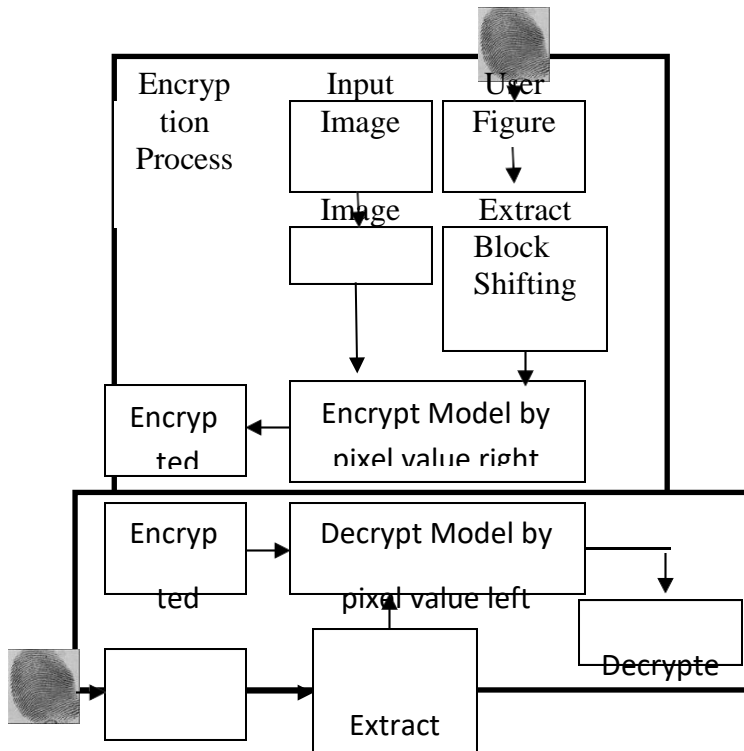 Encryp
tion
Process
Input
Image
User
Figure
Image
Extract
Block
Shifting
Encrypt Model by
pixel value right
Encryp
ted
Encryp
ted
Decrypt Model by
pixel value left
Decrypte
Extract